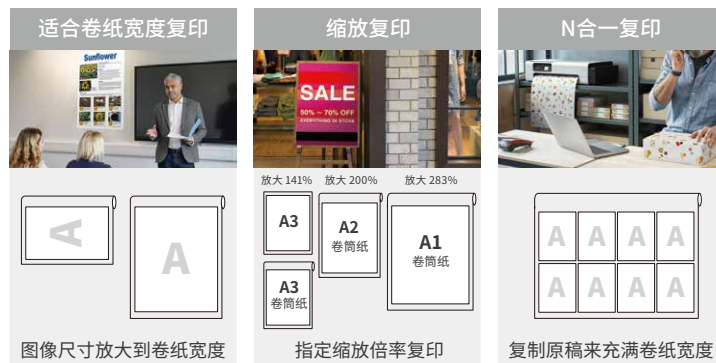 适合卷纸宽度复印
Sunflower
A
A
图像尺寸放大到卷纸宽度
缩放复印
SALE
50% ~ 70% OFF
EVERYTHING IN STORE
放大 141%
放大 200%
放大 283%
A3
A3
卷筒纸
A2
卷筒纸
A1
卷筒纸
指定缩放倍率复印
N合一复印
A A A A
A A A A
复制原稿来充满卷纸宽度